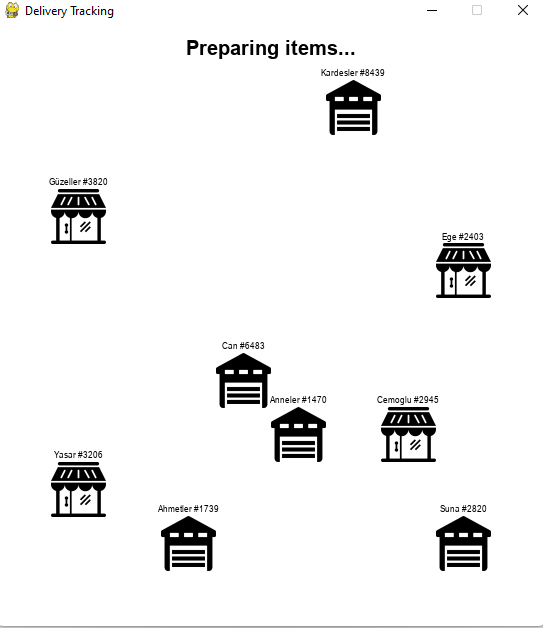 Delivery Tracking
Preparing items...
Kardesler #8439
Güzeller #3820
Ege #2403
Can #6483
Anneler #1470
Cemoglu #2945
Yasar #3206
Ahmetler #1739
Suna #2820